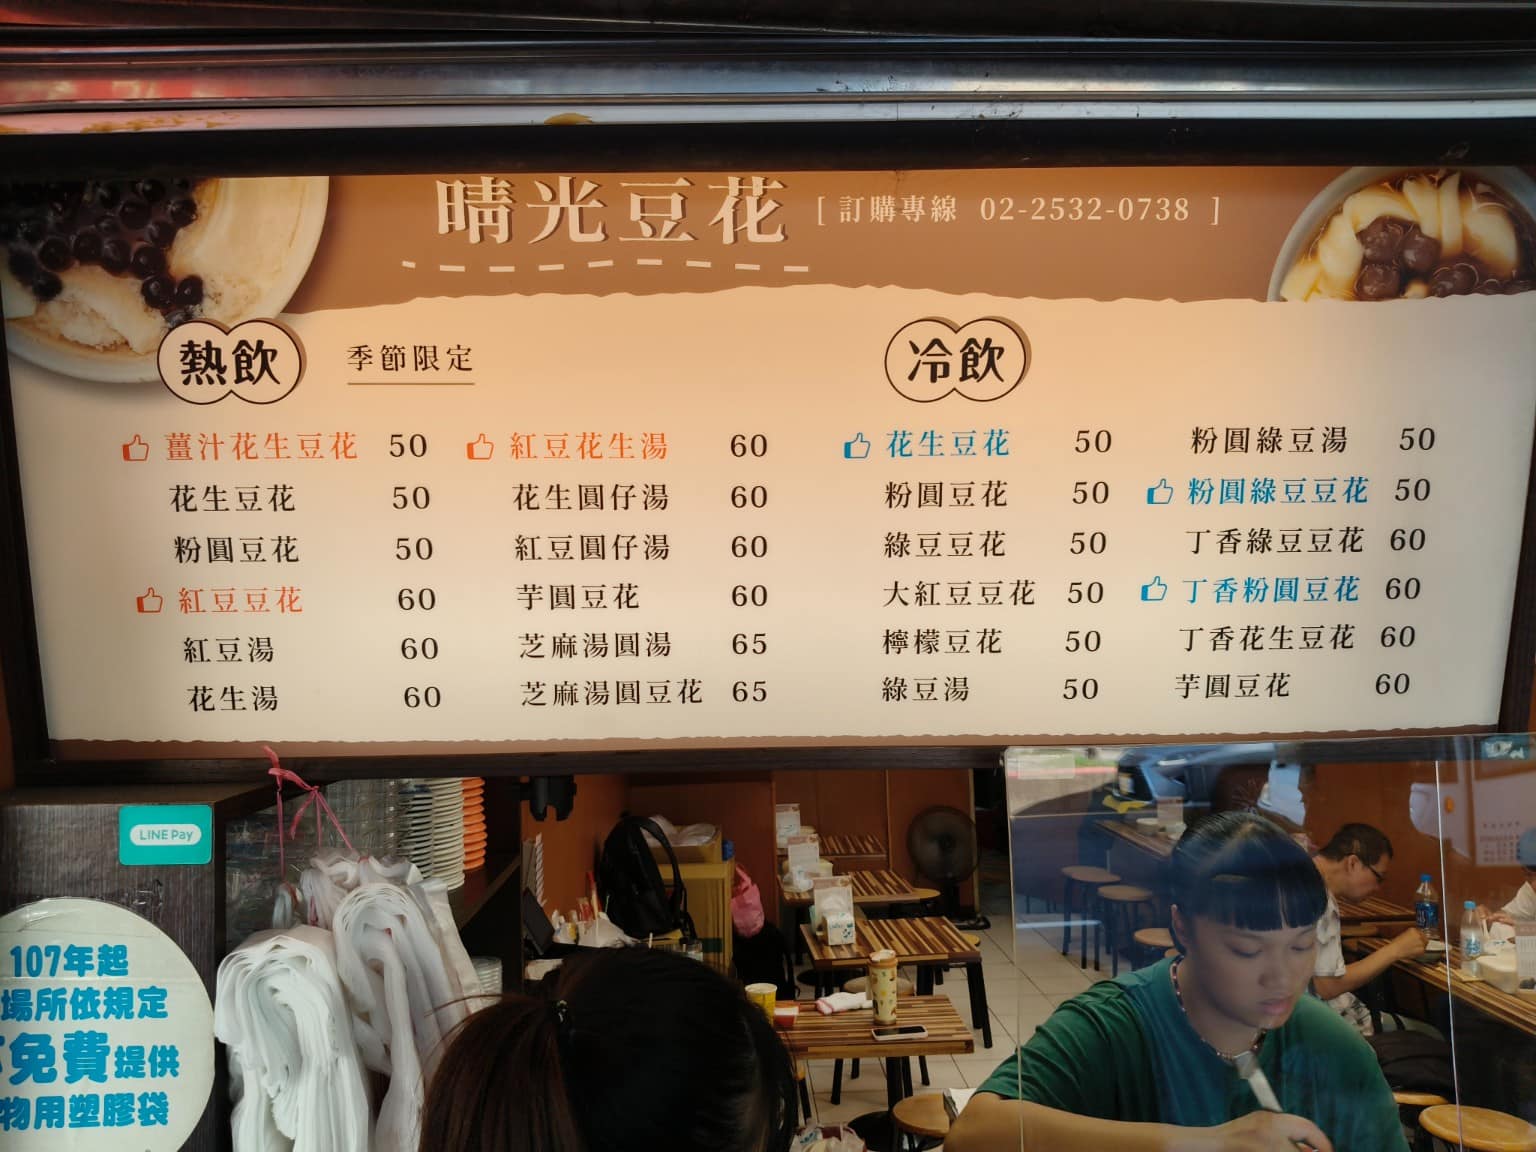 晴光豆花 [ 訂購專線 02-2532-0738 ]
熱飲 季節限定
薑汁花生豆花 50
花生豆花 50
粉圓豆花 50
紅豆豆花 60
紅豆湯 60
花生湯 60
紅豆花生湯 60
花生圓仔湯 60
紅豆圓仔湯 60
芋圓豆花 60
芝麻湯圓湯 65
芝麻湯圓豆花 65
冷飲
花生豆花 50
粉圓豆花 50
綠豆豆花 50
大紅豆豆花 50
檸檬豆花 50
綠豆湯 50
粉圓綠豆湯 50
粉圓綠豆豆花 50
丁香綠豆豆花 60
丁香粉圓豆花 60
丁香花生豆花 60
芋圓豆花 60
LINE Pay
107年起
場所依規定
免費提供
物用塑膠袋